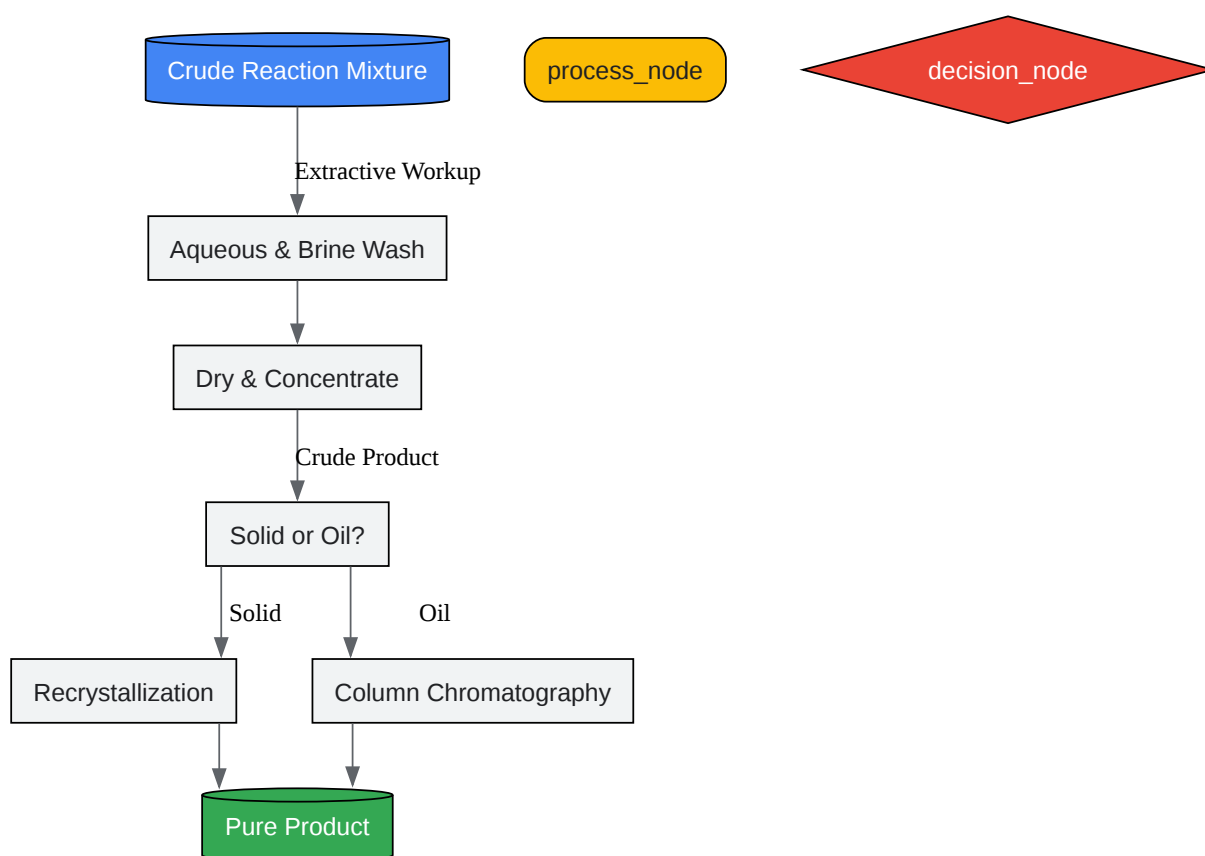 Crude Reaction Mixture
process_node
decision_node
Extractive Workup
Aqueous & Brine Wash
Dry & Concentrate
Crude Product
Solid or Oil?
Solid
Oil
Recrystallization
Column Chromatography
Pure Product